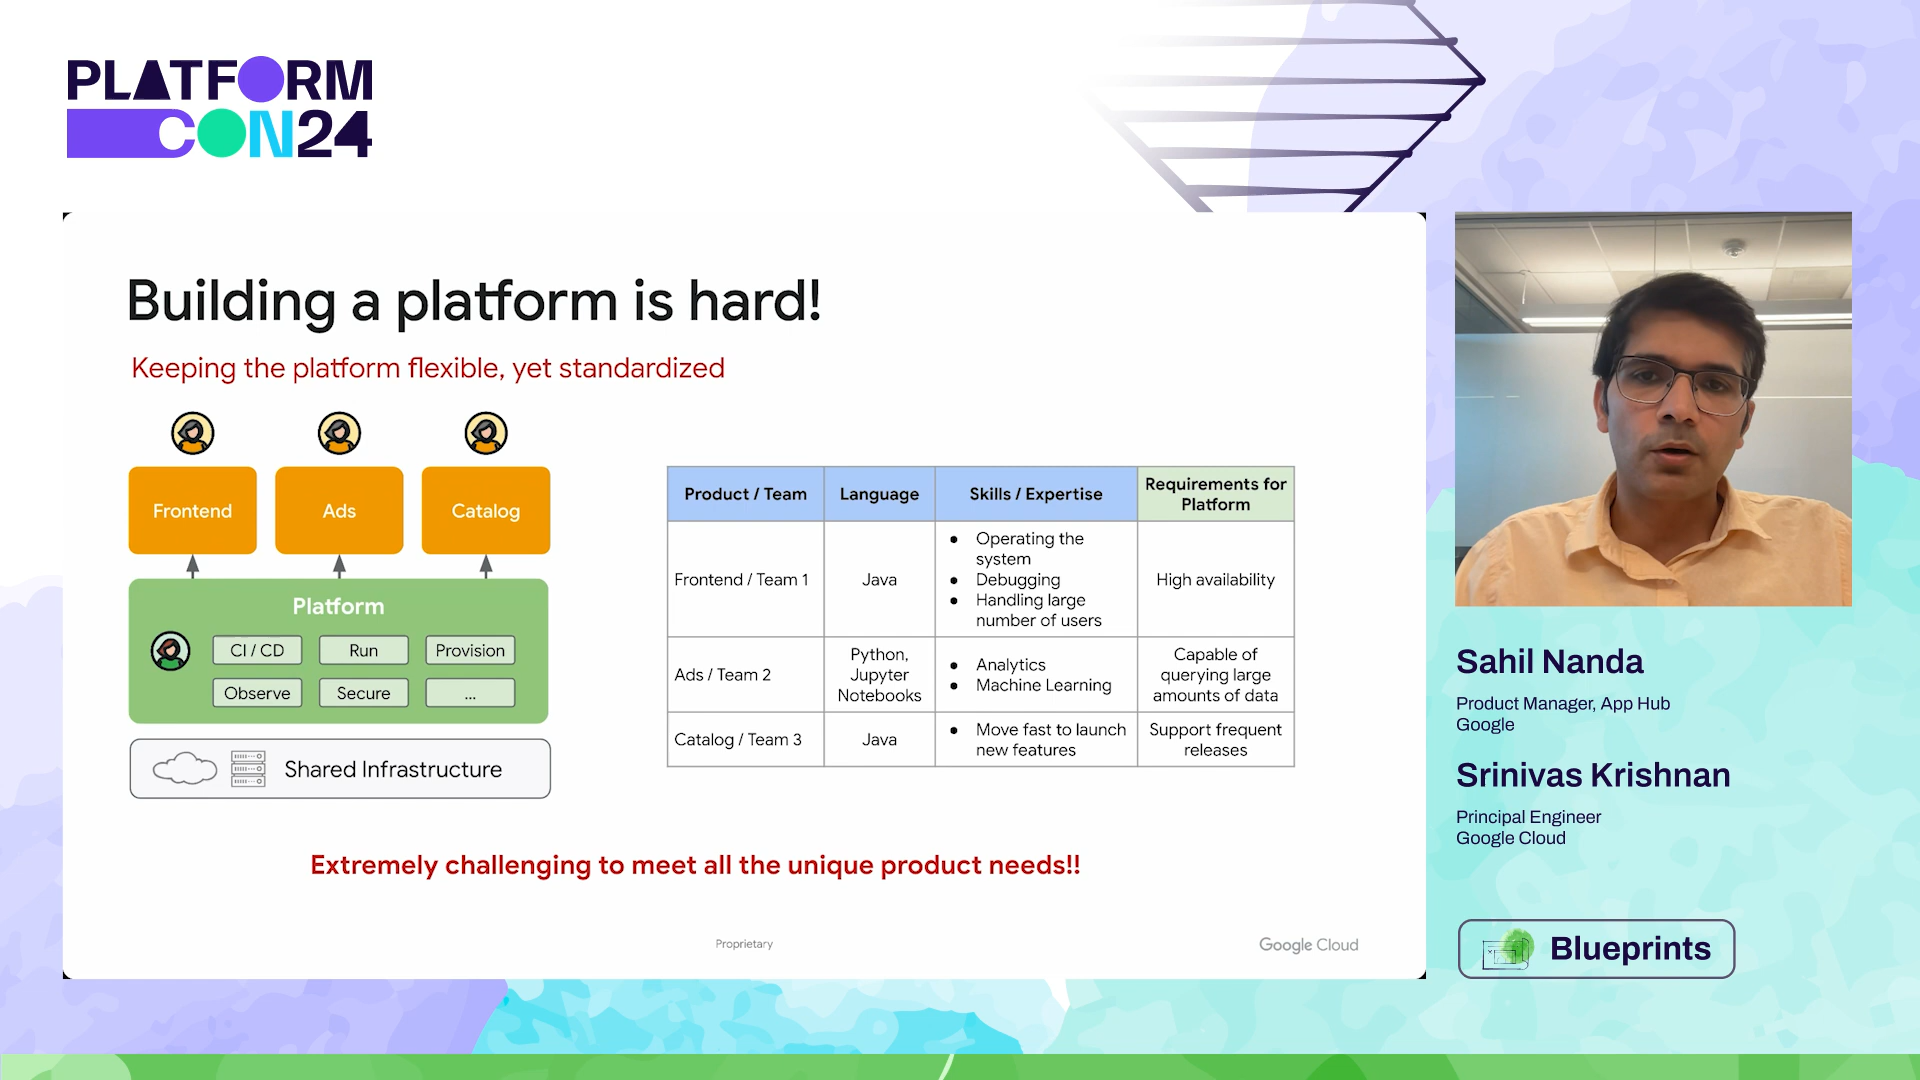 PLATFORM
CON24
Building a platform is hard!
Keeping the platform flexible, yet standardized
Frontend
Ads
Catalog
Platform
CI / CD
Run
Provision
Observe
Secure
...
Shared Infrastructure
Product / Team
Language
Skills / Expertise
Requirements for
Platform
Frontend / Team 1
Java
● Operating the
system
● Debugging
● Handling large
number of users
High availability
Ads / Team 2
Python,
Jupyter
Notebooks
● Analytics
● Machine Learning
Capable of
querying large
amounts of data
Catalog / Team 3
Java
● Move fast to launch
new features
Support frequent
releases
Extremely challenging to meet all the unique product needs!!
Proprietary
Google Cloud
Sahil Nanda
Product Manager, App Hub
Google
Srinivas Krishnan
Principal Engineer
Google Cloud
Blueprints